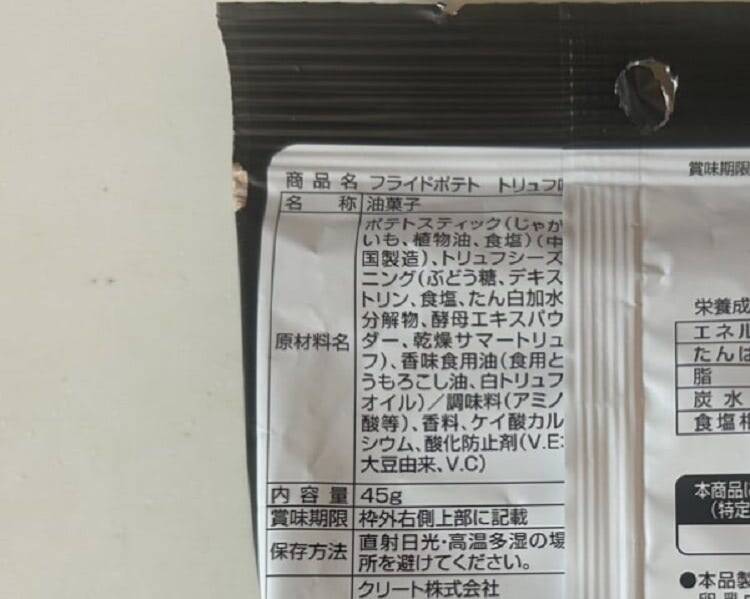 商品名 フライドポテト トリュフ
名称 油菓子
原材料名 ポテトスティック(じゃが
いも、植物油、食塩)(中
国製造)、トリュフシーズ
ニング(ぶどう糖、デキス
トリン、食塩、たん白加水
分解物、酵母エキスパウ
ダー、乾燥サマートリュ
フ)、香味食用油(食用と
うもろこし油、白トリュフ
オイル)/調味料(アミノ
酸等)、香料、ケイ酸カル
シウム、酸化防止剤(V.E:
大豆由来、V.C)
内容量 45g
賞味期限 枠外右側上部に記載
保存方法 直射日光・高温多湿の場
所を避けてください。
クリート株式会社
賞味期限
栄養成
エネル
たんぱ
脂
炭水
食塩相
本商品に
(特定
●本品製